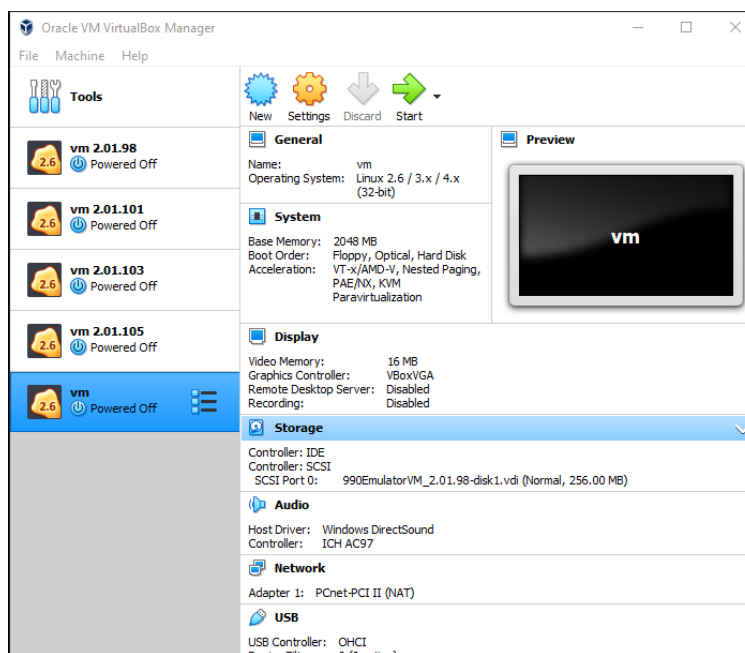 Oracle VM VirtualBox Manager
File Machine Help
Tools
New Settings Discard Start
2.6 vm 2.01.98
Powered Off
2.6 vm 2.01.101
Powered Off
2.6 vm 2.01.103
Powered Off
2.6 vm 2.01.105
Powered Off
2.6 vm
Powered Off
General
Name: vm
Operating System: Linux 2.6 / 3.x / 4.x
(32-bit)
System
Base Memory: 2048 MB
Boot Order: Floppy, Optical, Hard Disk
Acceleration: VT-x/AMD-V, Nested Paging,
PAE/NX, KVM
Paravirtualization
Preview
vm
Display
Video Memory: 16 MB
Graphics Controller: VBoxVGA
Remote Desktop Server: Disabled
Recording: Disabled
Storage
Controller: IDE
Controller: SCSI
SCSI Port 0: 990EmulatorVM_2.01.98-disk1.vdi (Normal, 256.00 MB)
Audio
Host Driver: Windows DirectSound
Controller: ICH AC97
Network
Adapter 1: PCnet-PCI II (NAT)
USB
USB Controller: OHCI